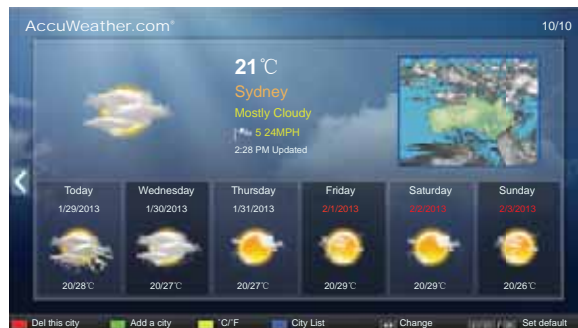 AccuWeather.com®
10/10
21°C
Sydney
Mostly Cloudy
5 24MPH
2:28 PM Updated
Today Wednesday Thursday Friday Saturday Sunday
1/29/2013 1/30/2013 1/31/2013 2/1/2013 2/2/2013 2/3/2013
20/28°C 20/27°C 20/27°C 20/29°C 20/29°C 20/26°C
Del this city Add a city °C/°F City List Change Set default